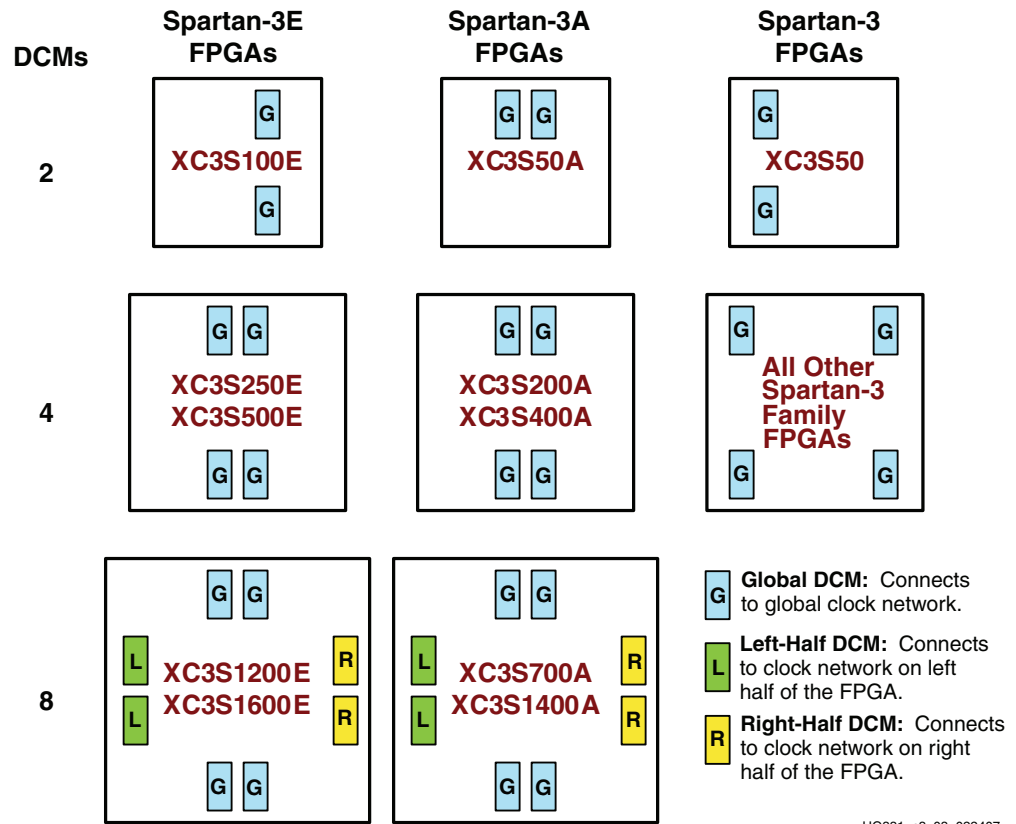 Spartan-3E
FPGAs
Spartan-3A
FPGAs
Spartan-3
FPGAs
DCMs
2
G
XC3S100E
G
G G
XC3S50A
G
XC3S50
G
4
G G
XC3S250E
XC3S500E
G G
G G
XC3S200A
XC3S400A
G G
G G
All Other
Spartan-3
Family
FPGAs
G G
8
G G
L R
XC3S1200E
XC3S1600E
L R
G G
G G
L R
XC3S700A
XC3S1400A
L R
G G
G
Global DCM: Connects
to global clock network.
L
Left-Half DCM: Connects
to clock network on left
half of the FPGA.
R
Right-Half DCM: Connects
to clock network on right
half of the FPGA.